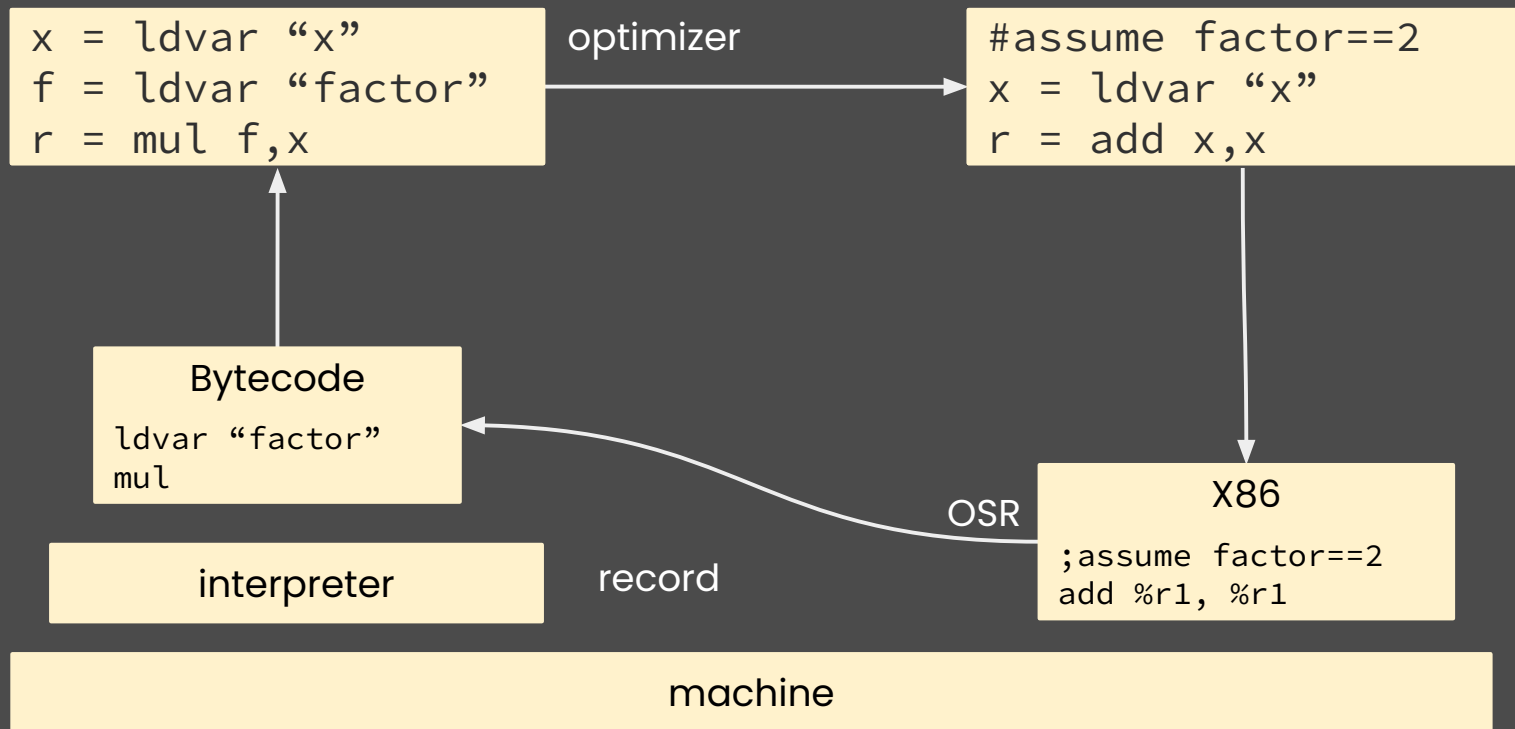 x = ldvar “x”
f = ldvar “factor”
r = mul f,x
optimizer
#assume factor==2
x = ldvar “x”
r = add x,x
Bytecode
ldvar “factor”
mul
OSR
X86
;assume factor==2
add %r1, %r1
interpreter
record
machine